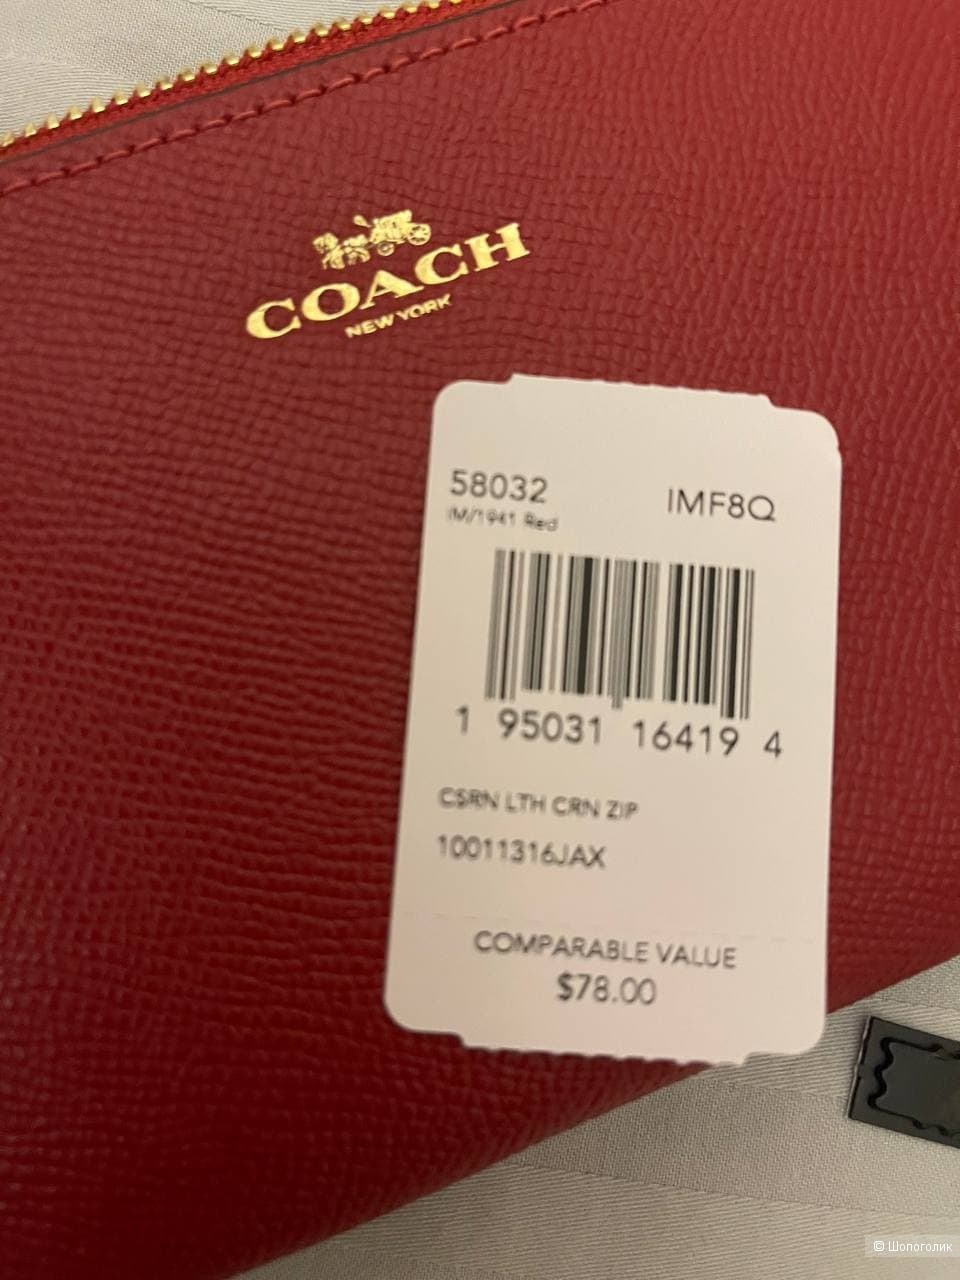 COACH
NEW YORK
58032
IMF8Q
IM/1941 Red
1 95031 16419 4
CSRN LTH CRN ZIP
10011316JAX
COMPARABLE VALUE
$78.00
© Шопоголик